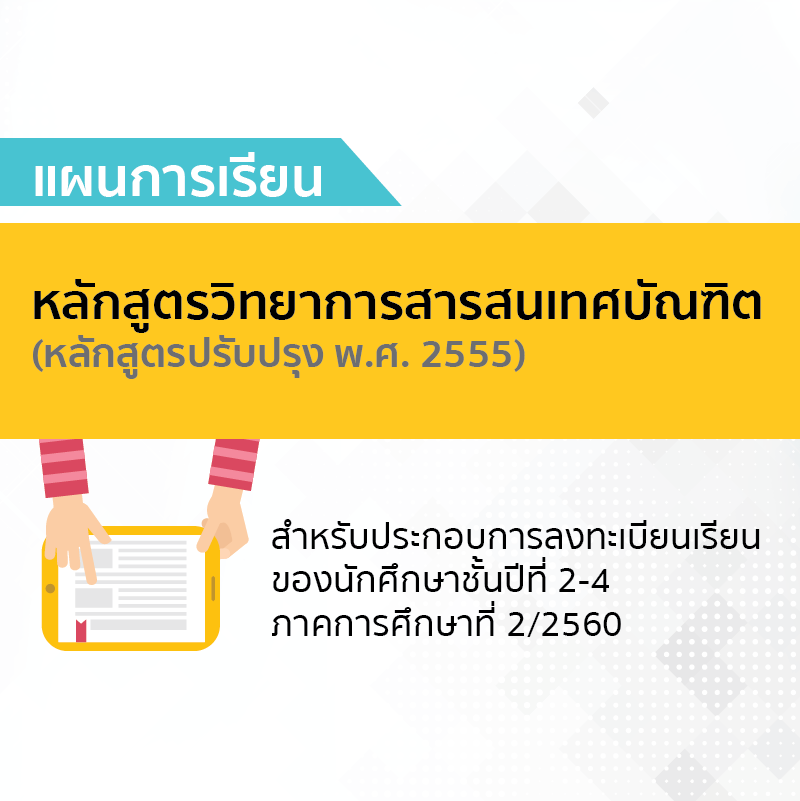 แผนการเรียน
หลักสูตรวิทยาการสารสนเทศบัณฑิต
(หลักสูตรปรับปรุง พ.ศ. 2555)
สำหรับประกอบการลงทะเบียนเรียน
ของนักศึกษาชั้นปีที่ 2-4
ภาคการศึกษาที่ 2/2560